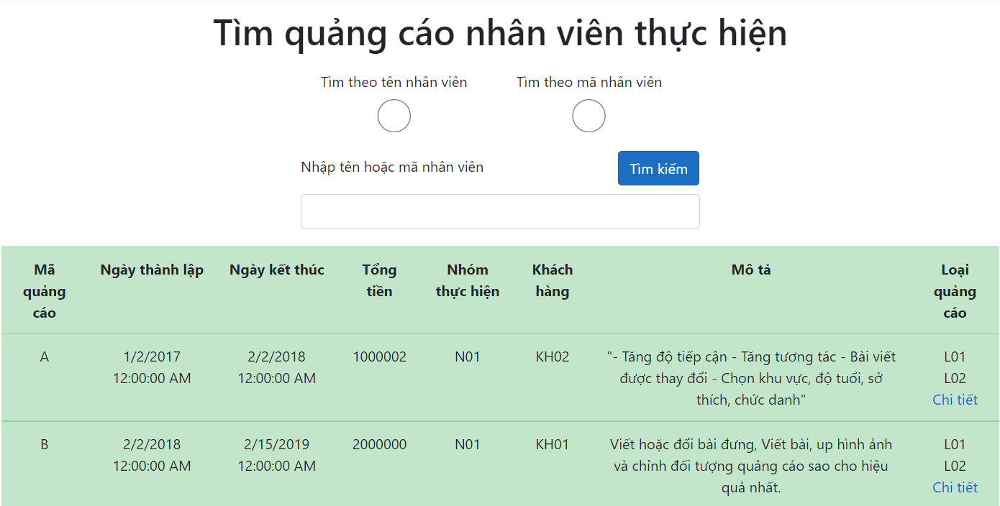 Tìm quảng cáo nhân viên thực hiện
Tìm theo tên nhân viên
Tìm theo mã nhân viên
Nhập tên hoặc mã nhân viên
Tìm kiếm
Mã quảng cáo
Ngày thành lập
Ngày kết thúc
Tổng tiền
Nhóm thực hiện
Khách hàng
Mô tả
Loại quảng cáo
A
1/2/2017
12:00:00 AM
2/2/2018
12:00:00 AM
1000002
N01
KH02
"- Tăng độ tiếp cận - Tăng tương tác - Bài viết
được thay đổi - Chọn khu vực, độ tuổi, sở
thích, chức danh"
L01
L02
Chi tiết
B
2/2/2018
12:00:00 AM
2/15/2019
12:00:00 AM
2000000
N01
KH01
Viết hoặc đổi bài đưng, Viết bài, up hình ảnh
và chỉnh đối tượng quảng cáo sao cho hiệu
quả nhất.
L01
L02
Chi tiết